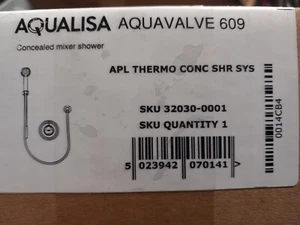 AQUALISA AQUAVALVE 609
Concealed mixer shower
APL THERMO CONC SHR SYS
SKU 32030-0001
SKU QUANTITY 1
5 023942 070141 >
0014CB4